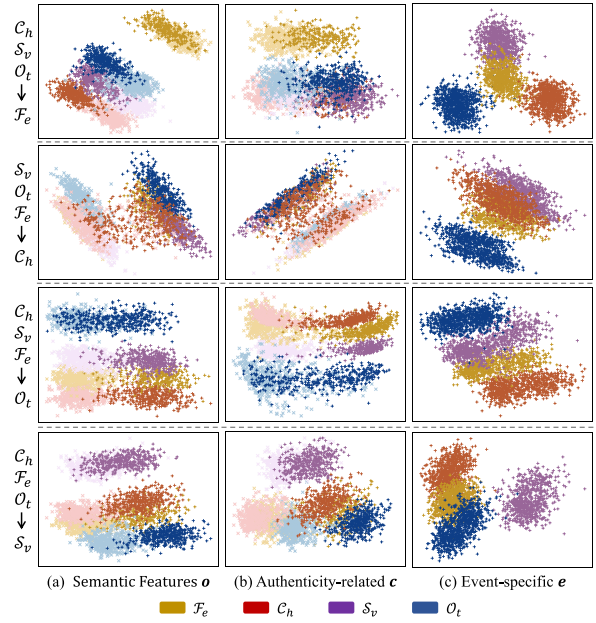 𝒞ₕ
𝒮ᵥ
𝒪ₜ
↓
ℱₑ
𝒮ᵥ
𝒪ₜ
ℱₑ
↓
𝒞ₕ
𝒞ₕ
𝒮ᵥ
ℱₑ
↓
𝒪ₜ
𝒞ₕ
ℱₑ
𝒪ₜ
↓
𝒮ᵥ
(a) Semantic Features o (b) Authenticity-related c (c) Event-specific e
ℱₑ 𝒞ₕ 𝒮ᵥ 𝒪ₜ